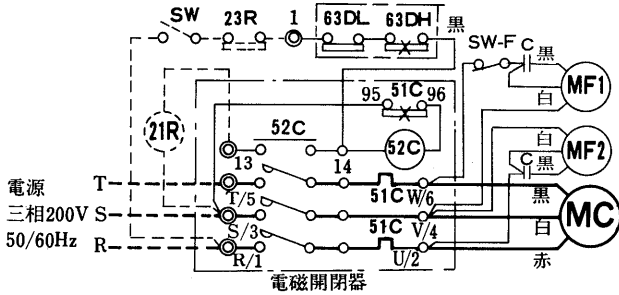 SW 23R 1 63DL 63DH 黒
SW-F C 黒
白 MF1
95 51C 96
21R
52C 52C
13 14
C 黒
白
MF2
電源
三相200V
50/60Hz
T T/5 51C W/6 黒
S S/3 51C V/4 白 MC
R R/1 U/2 赤
電磁開閉器